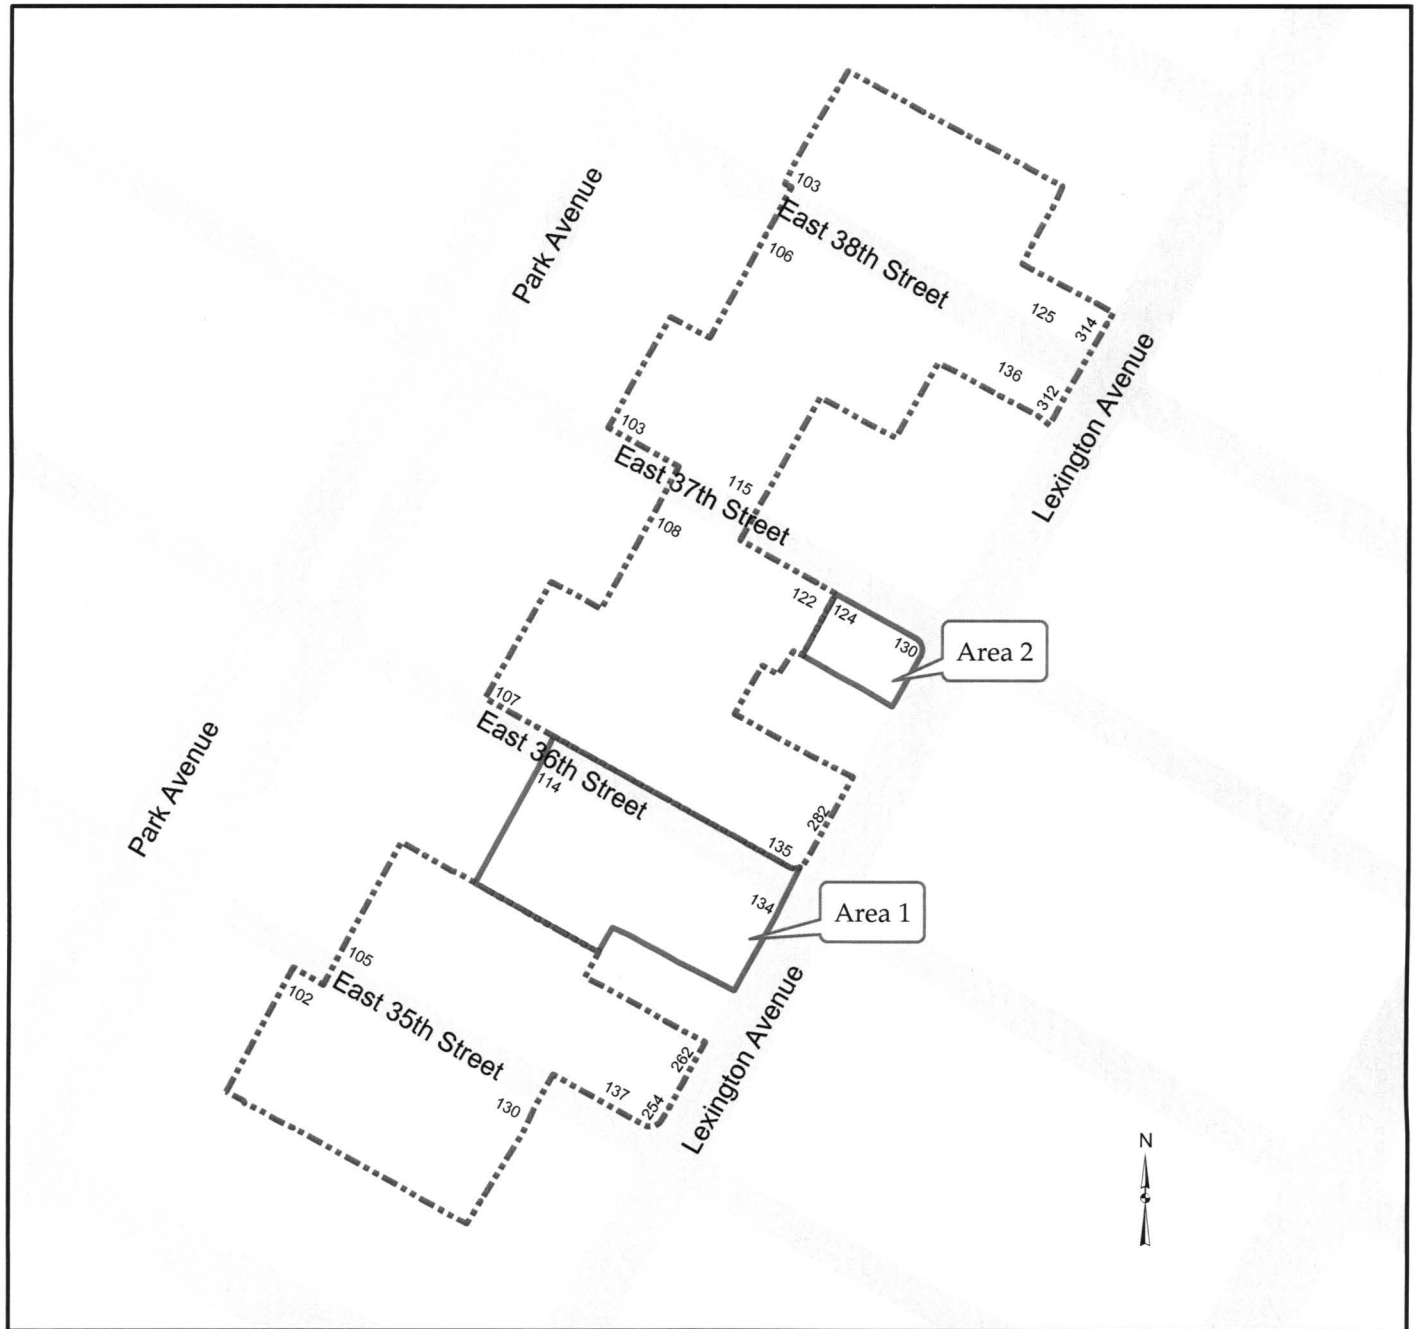 103
East 38th Street
106
Park Avenue
125
314
136
312
Lexington Avenue
103
East 37th Street
115
108
122
124
130
Area 2
107
East 36th Street
114
Park Avenue
282
135
134
Area 1
105
102
East 35th Street
262
137
254
130
Lexington Avenue
N